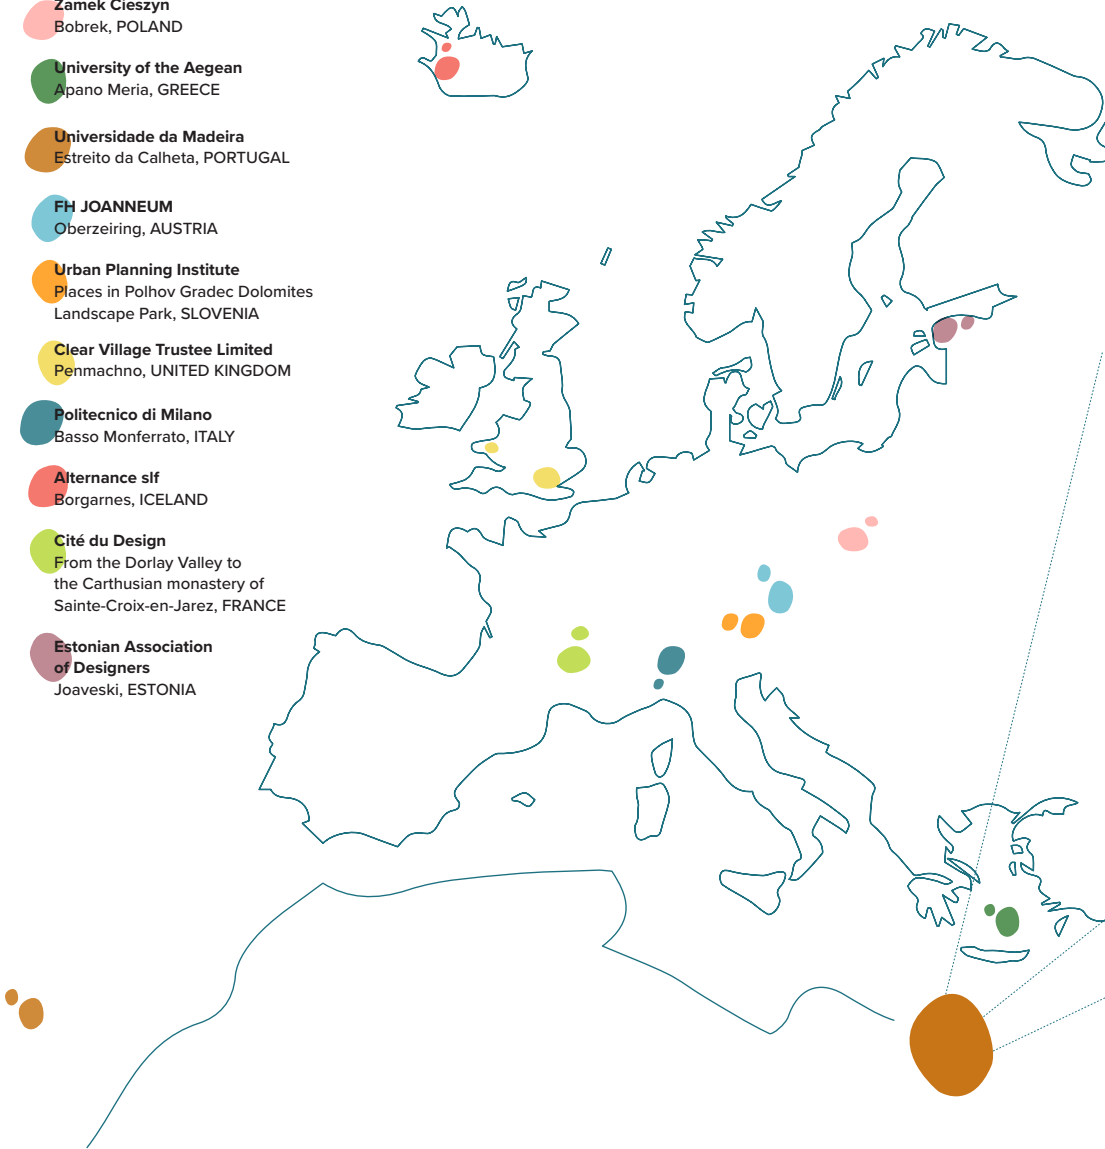 Zamek Cieszyn
Bobrek, POLAND
University of the Aegean
Apano Meria, GREECE
Universidade da Madeira
Estreito da Calheta, PORTUGAL
FH JOANNEUM
Oberzeiring, AUSTRIA
Urban Planning Institute
Places in Polhov Gradec Dolomites
Landscape Park, SLOVENIA
Clear Village Trustee Limited
Penmachno, UNITED KINGDOM
Politecnico di Milano
Basso Monferrato, ITALY
Alternance slf
Borgarnes, ICELAND
Cité du Design
From the Dorlay Valley to
the Carthusian monastery of
Sainte-Croix-en-Jarez, FRANCE
Estonian Association
of Designers
Joaveski, ESTONIA